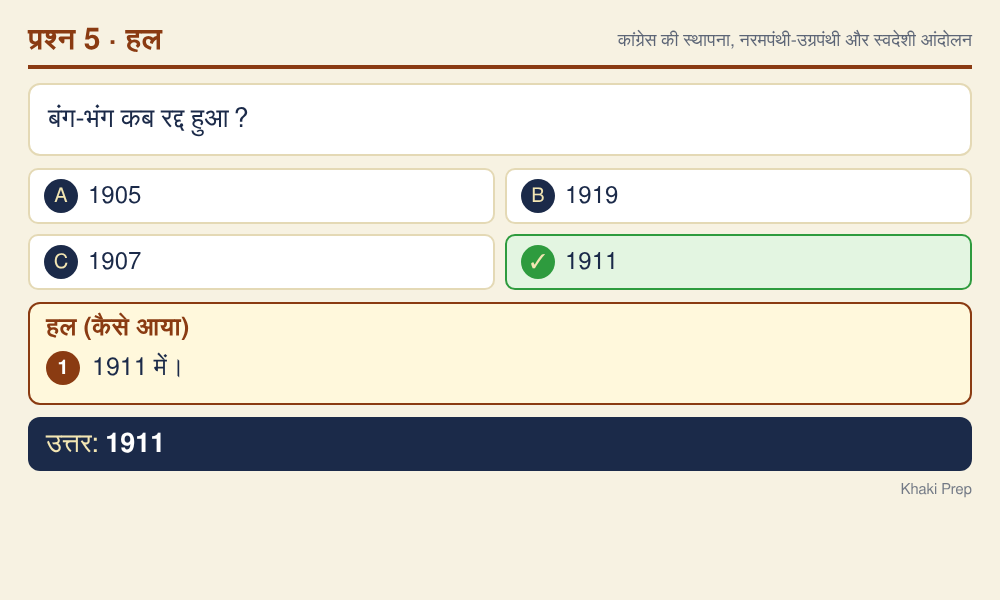 प्रश्न 5 · हल
कांग्रेस की स्थापना, नरमपंथी-उग्रपंथी और स्वदेशी आंदोलन
बंग-भंग कब रद्द हुआ ?
A 1905
B 1919
C 1907
✓ 1911
हल (कैसे आया)
1 1911 में।
उत्तर: 1911
Khaki Prep